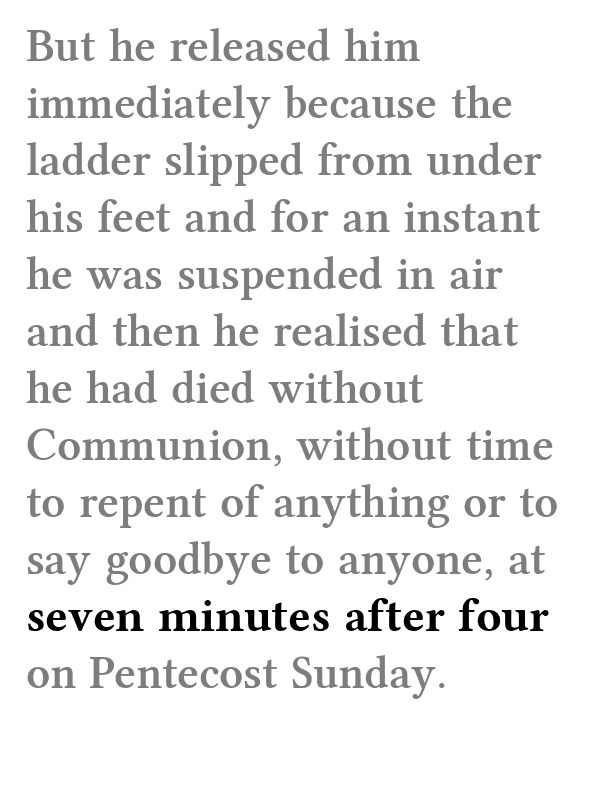 But he released him
immediately because the
ladder slipped from under
his feet and for an instant
he was suspended in air
and then he realised that
he had died without
Communion, without time
to repent of anything or to
say goodbye to anyone, at
seven minutes after four
on Pentecost Sunday.